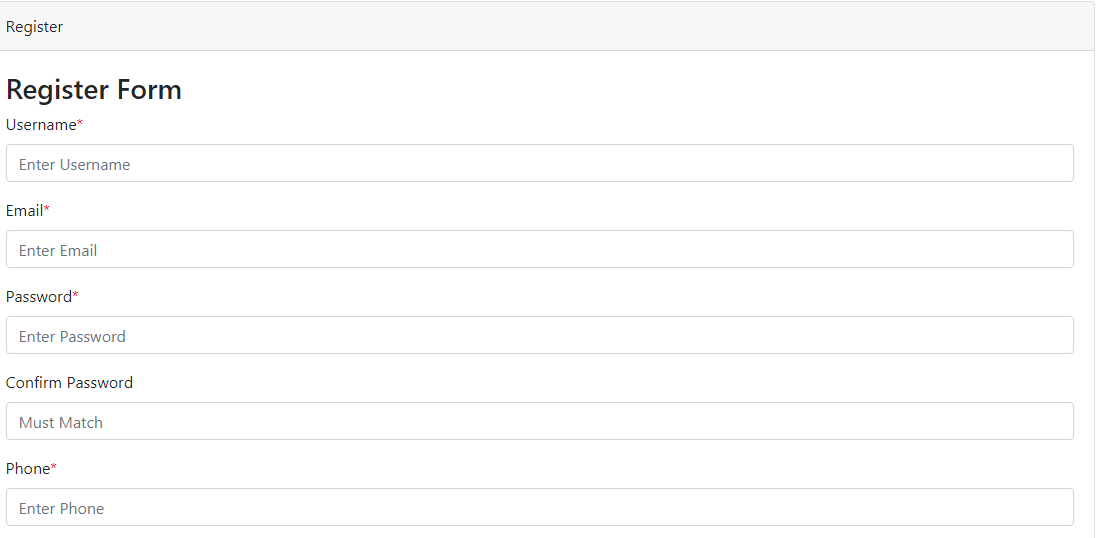 Register
Register Form
Username*
Enter Username
Email*
Enter Email
Password*
Enter Password
Confirm Password
Must Match
Phone*
Enter Phone